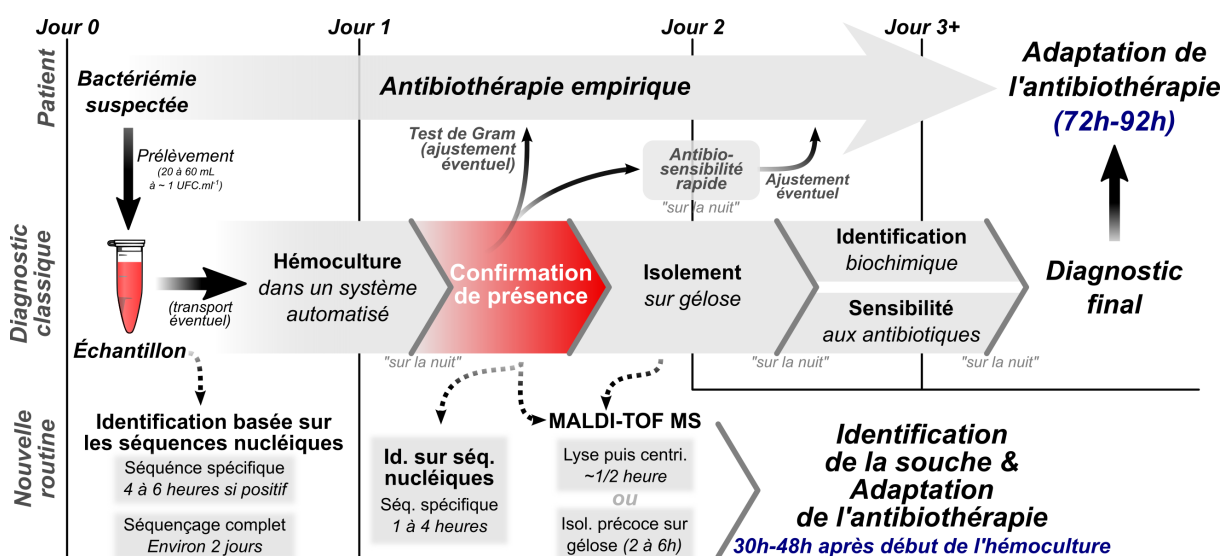 Jour 0
Jour 1
Jour 2
Jour 3+
Patient
Bactériémie
suspectée
Antibiothérapie empirique
Adaptation de
l'antibiothérapie
(72h-92h)
Prélèvement
(20 à 60 mL
à ~ 1 UFC.ml⁻¹)
Test de Gram
(ajustement
éventuel)
Antibio-
sensibilité
rapide
"sur la nuit"
Ajustement
éventuel
Diagnostic
classique
(transport
éventuel)
Échantillon
Hémoculture
dans un système
automatisé
"sur la nuit"
Confirmation
de présence
Isolement
sur gélose
"sur la nuit"
Identification
biochimique
Sensibilité
aux antibiotiques
"sur la nuit"
Diagnostic
final
Nouvelle
routine
Identification basée sur
les séquences nucléiques
Séquénce spécifique
4 à 6 heures si positif
Séquençage complet
Environ 2 jours
Id. sur séq.
nucléiques
Séq. spécifique
1 à 4 heures
MALDI-TOF MS
Lyse puis centri.
~1/2 heure
ou
Isol. précoce sur
gélose (2 à 6h)
Identification
de la souche &
Adaptation
de l'antibiothérapie
30h-48h après début de l'hémoculture